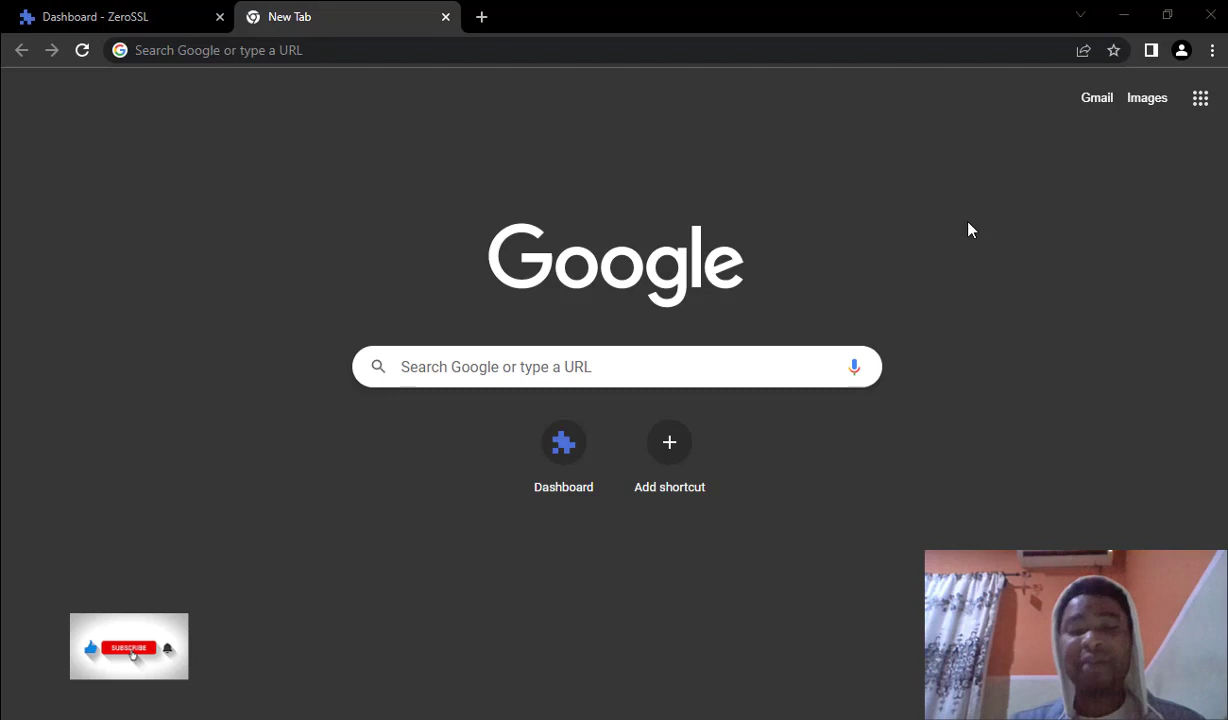 Dashboard - ZeroSSL
New Tab
Search Google or type a URL
Gmail Images
Google
Search Google or type a URL
Dashboard
Add shortcut
SUBSCRIBE